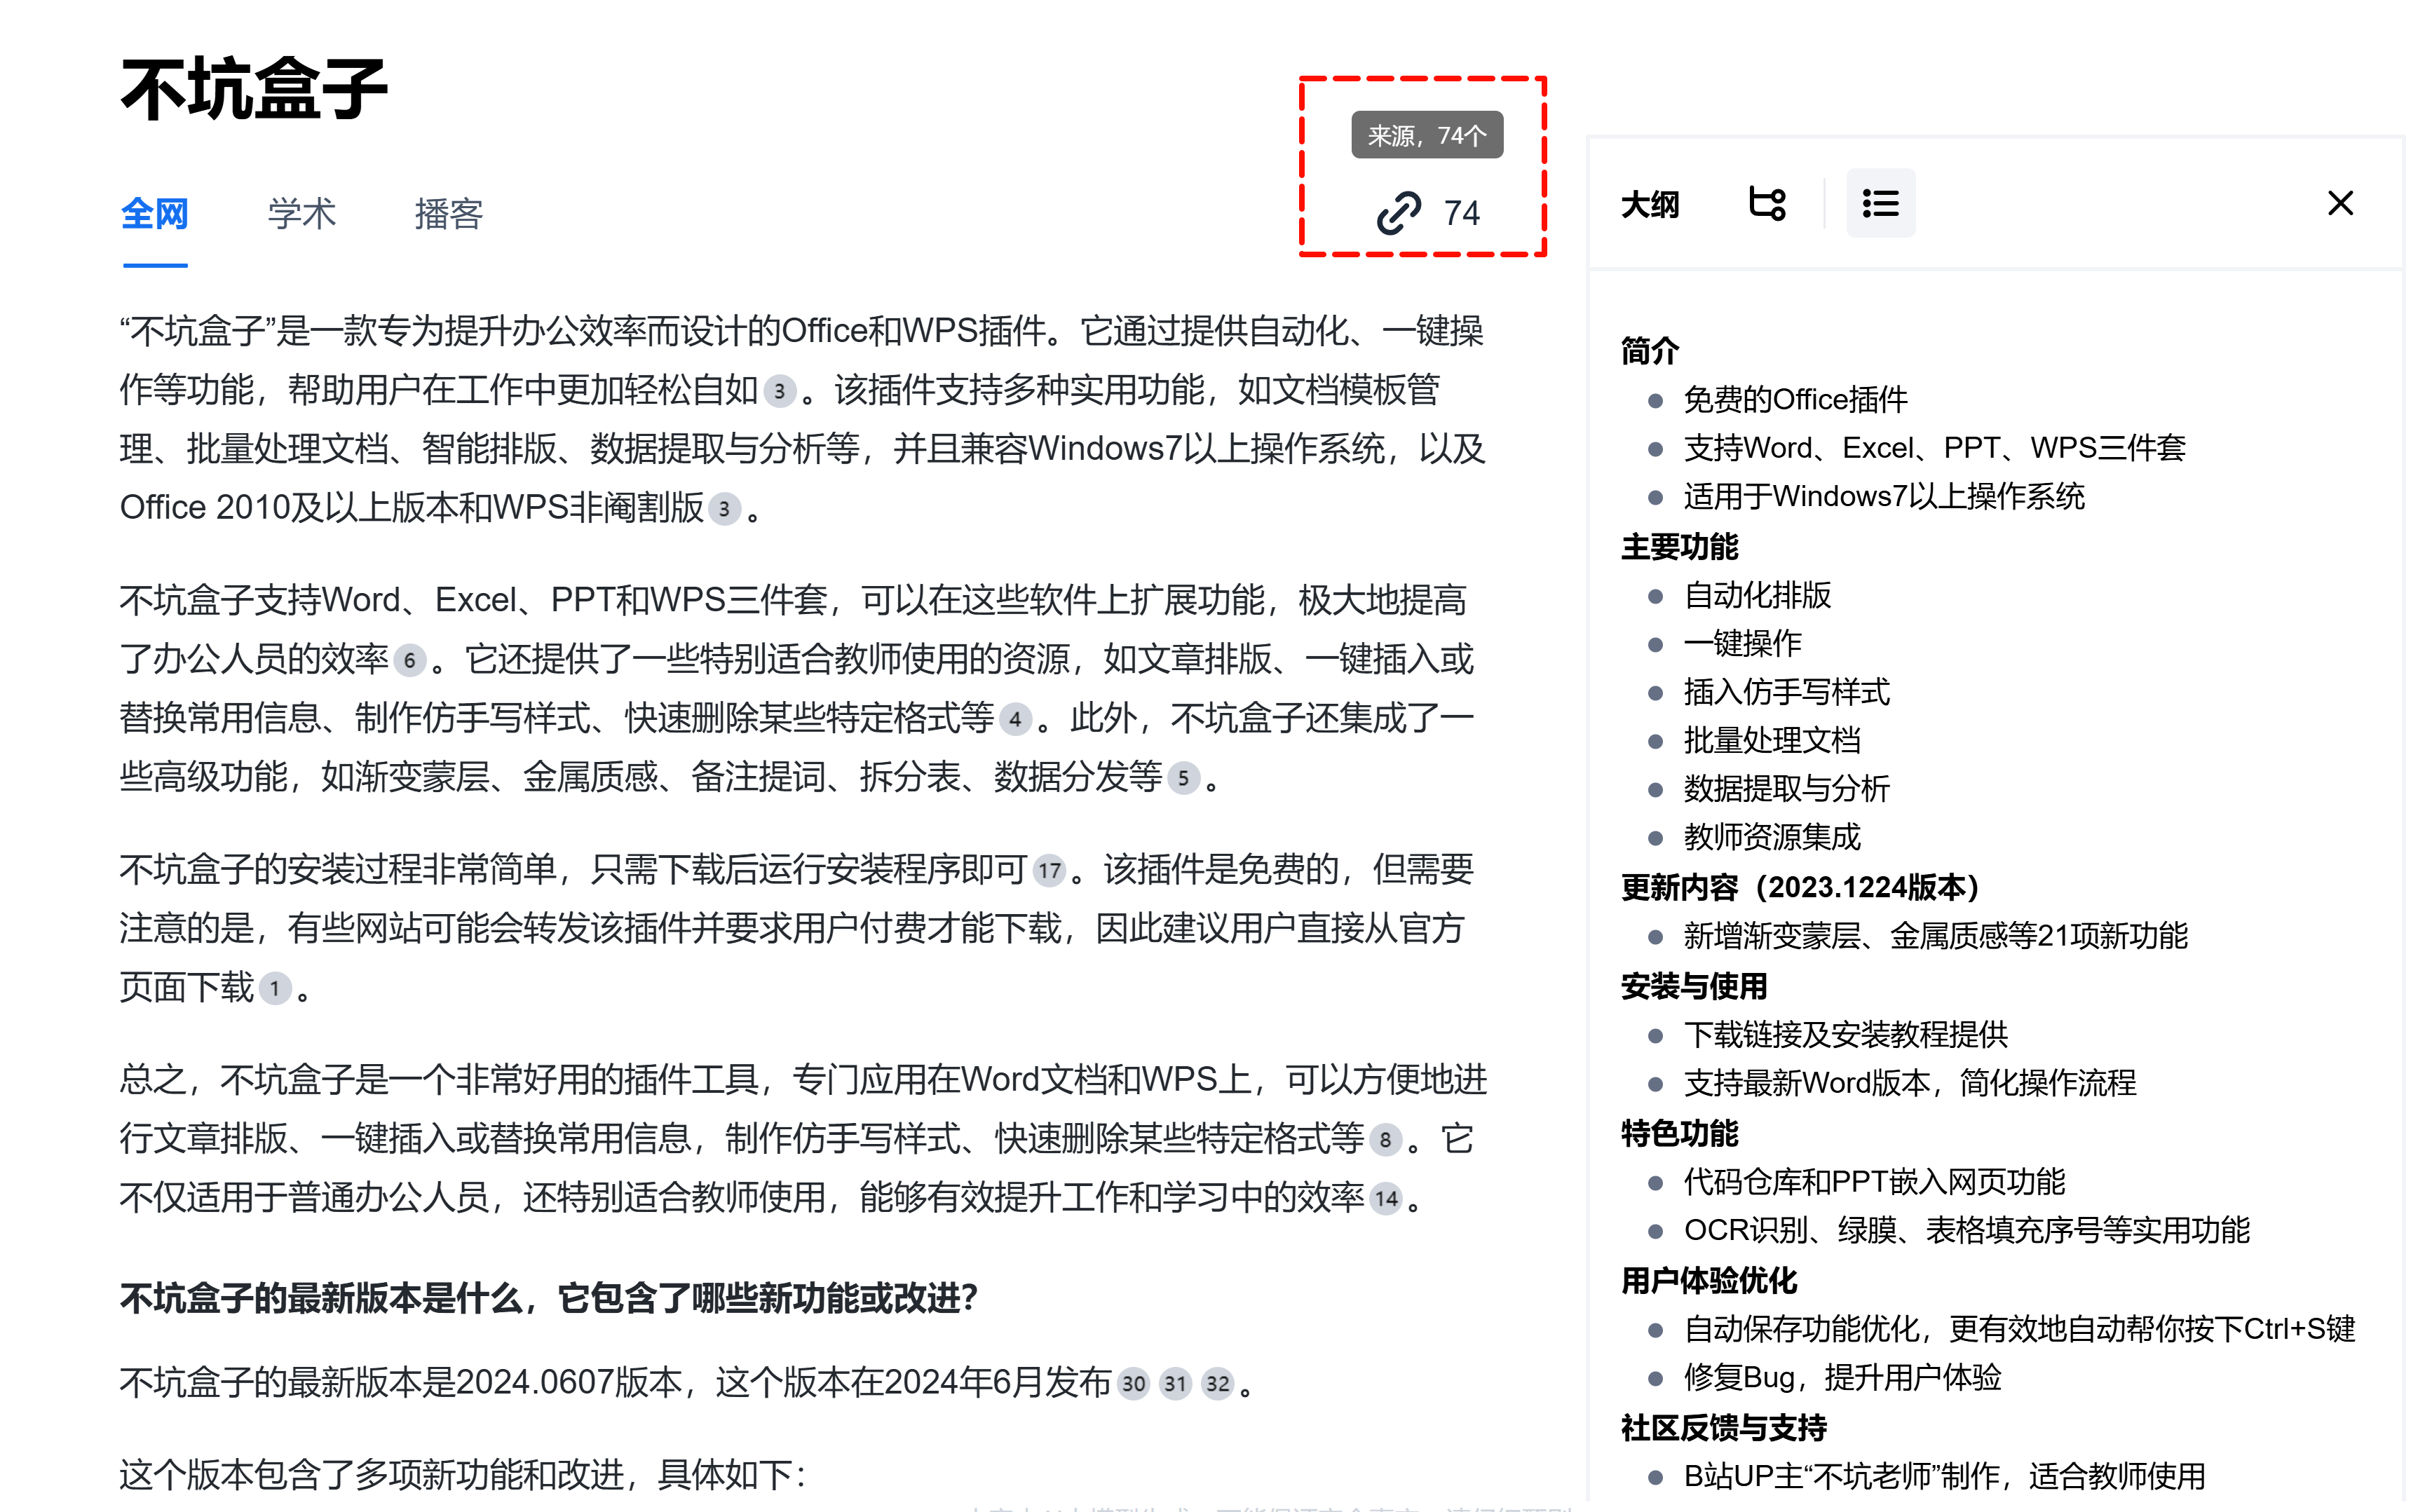 不坑盒子
来源，74个
全网 学术 播客
74
“不坑盒子”是一款专为提升办公效率而设计的Office和WPS插件。它通过提供自动化、一键操
作等功能，帮助用户在工作中更加轻松自如3。该插件支持多种实用功能，如文档模板管
理、批量处理文档、智能排版、数据提取与分析等，并且兼容Windows7以上操作系统，以及
Office 2010及以上版本和WPS非阉割版3。
不坑盒子支持Word、Excel、PPT和WPS三件套，可以在这些软件上扩展功能，极大地提高
了办公人员的效率6。它还提供了一些特别适合教师使用的资源，如文章排版、一键插入或
替换常用信息、制作仿手写样式、快速删除某些特定格式等4。此外，不坑盒子还集成了一
些高级功能，如渐变蒙层、金属质感、备注提词、拆分表、数据分发等5。
不坑盒子的安装过程非常简单，只需下载后运行安装程序即可17。该插件是免费的，但需要
注意的是，有些网站可能会转发该插件并要求用户付费才能下载，因此建议用户直接从官方
页面下载1。
总之，不坑盒子是一个非常好用的插件工具，专门应用在Word文档和WPS上，可以方便地进
行文章排版、一键插入或替换常用信息，制作仿手写样式、快速删除某些特定格式等8。它
不仅适用于普通办公人员，还特别适合教师使用，能够有效提升工作和学习中的效率14。
不坑盒子的最新版本是什么，它包含了哪些新功能或改进？
不坑盒子的最新版本是2024.0607版本，这个版本在2024年6月发布30 31 32。
这个版本包含了多项新功能和改进，具体如下：
大纲
简介
免费的Office插件
支持Word、Excel、PPT、WPS三件套
适用于Windows7以上操作系统
主要功能
自动化排版
一键操作
插入仿手写样式
批量处理文档
数据提取与分析
教师资源集成
更新内容（2023.1224版本）
新增渐变蒙层、金属质感等21项新功能
安装与使用
下载链接及安装教程提供
支持最新Word版本，简化操作流程
特色功能
代码仓库和PPT嵌入网页功能
OCR识别、绿膜、表格填充序号等实用功能
用户体验优化
自动保存功能优化，更有效地自动帮你按下Ctrl+S键
修复Bug，提升用户体验
社区反馈与支持
B站UP主“不坑老师”制作，适合教师使用